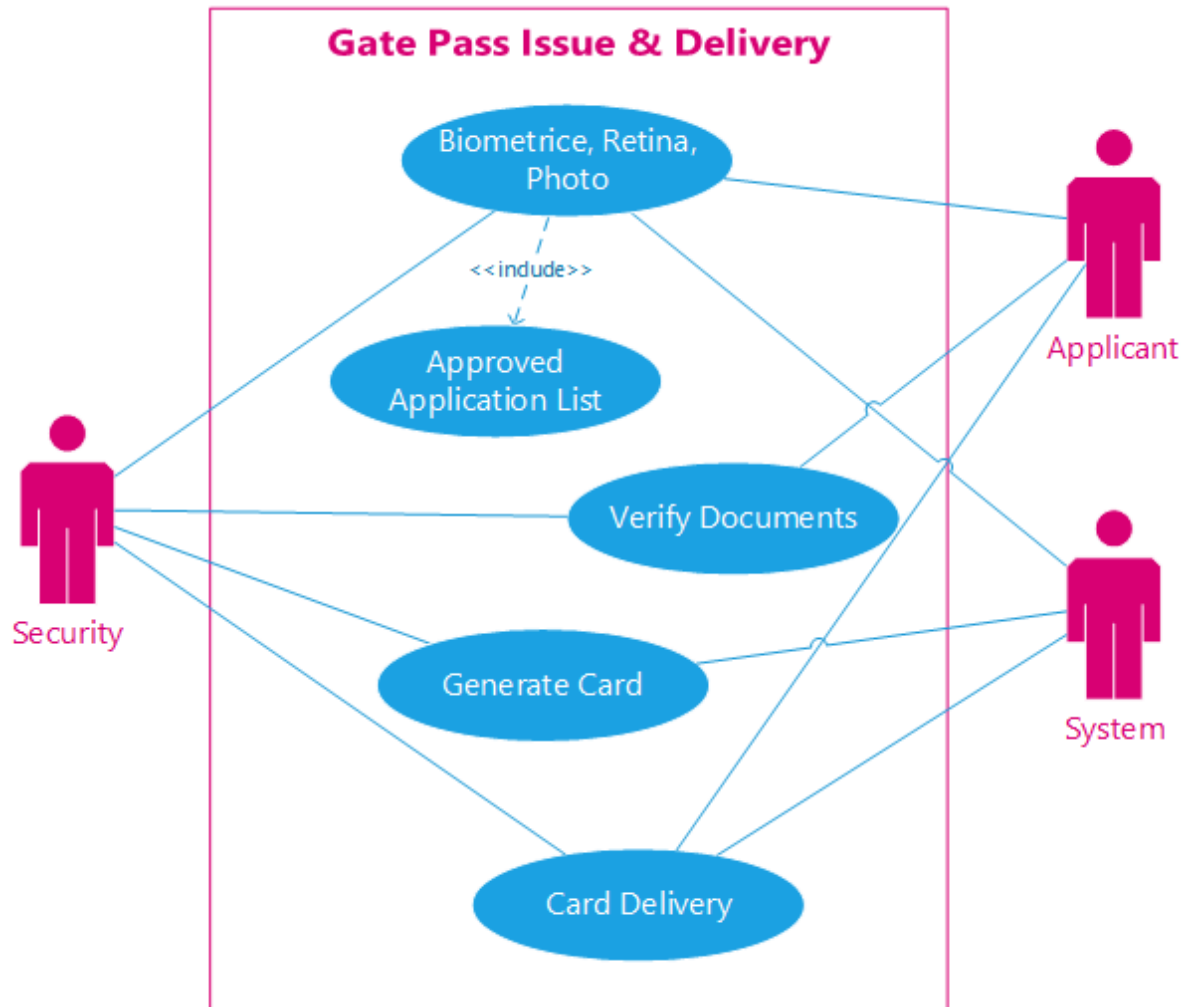 Gate Pass Issue & Delivery
Biometrice, Retina,
Photo
<<include>>
Applicant
Approved
Application List
Security
Verify Documents
Generate Card
System
Card Delivery